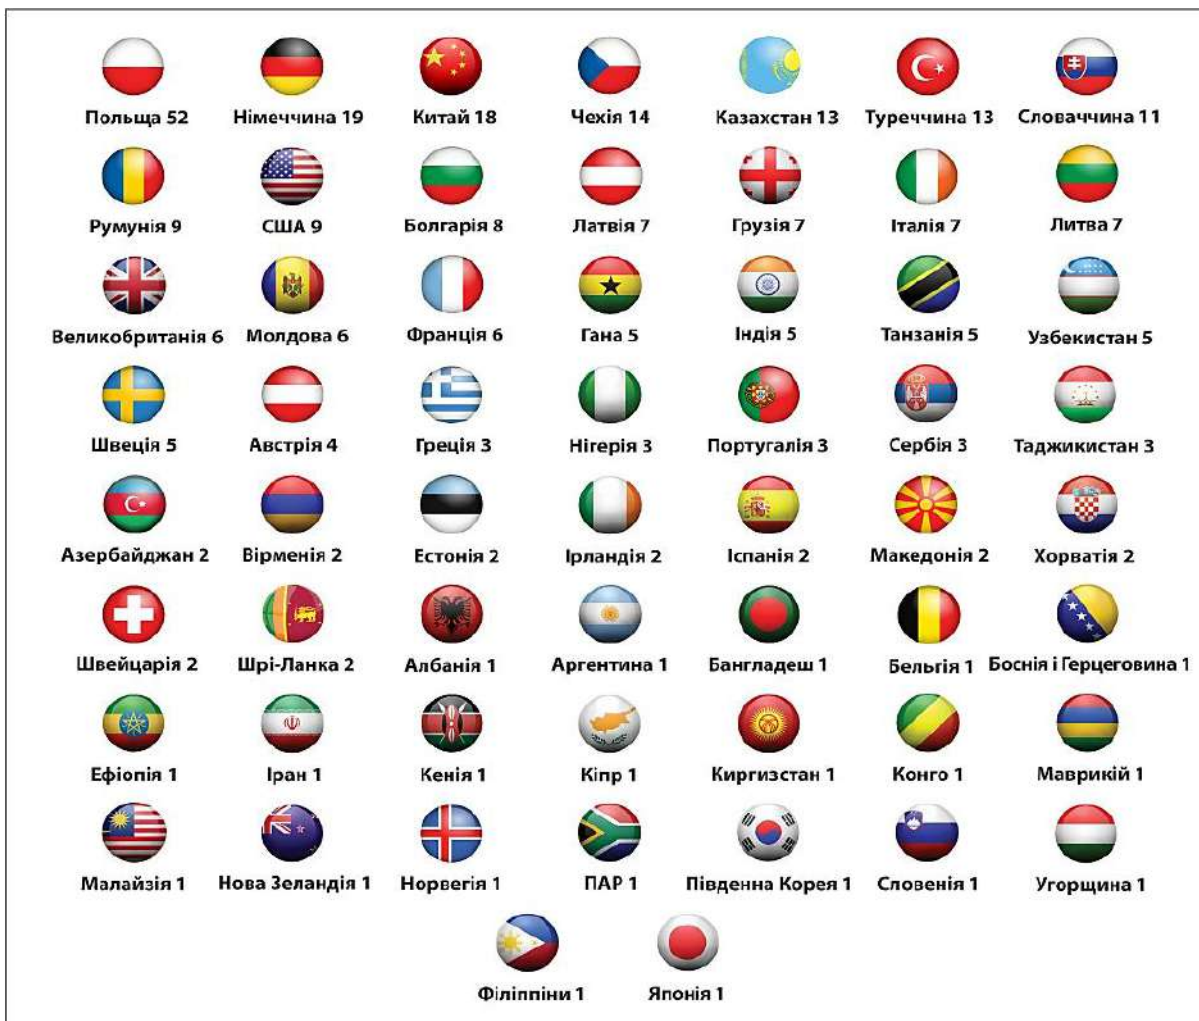 Польща 52 Німеччина 19 Китай 18 Чехія 14 Казахстан 13 Туреччина 13 Словаччина 11
Румунія 9 США 9 Болгарія 8 Латвія 7 Грузія 7 Італія 7 Литва 7
Великобританія 6 Молдова 6 Франція 6 Гана 5 Індія 5 Танзанія 5 Узбекистан 5
Швеція 5 Австрія 4 Греція 3 Нігерія 3 Португалія 3 Сербія 3 Таджикистан 3
Азербайджан 2 Вірменія 2 Естонія 2 Ірландія 2 Іспанія 2 Македонія 2 Хорватія 2
Швейцарія 2 Шрі-Ланка 2 Албанія 1 Аргентина 1 Бангладеш 1 Бельгія 1 Боснія і Герцеговина 1
Ефіопія 1 Іран 1 Кенія 1 Кіпр 1 Киргизстан 1 Конго 1 Маврикій 1
Малайзія 1 Нова Зеландія 1 Норвегія 1 ПАР 1 Південна Корея 1 Словенія 1 Угорщина 1
Філіппіни 1 Японія 1